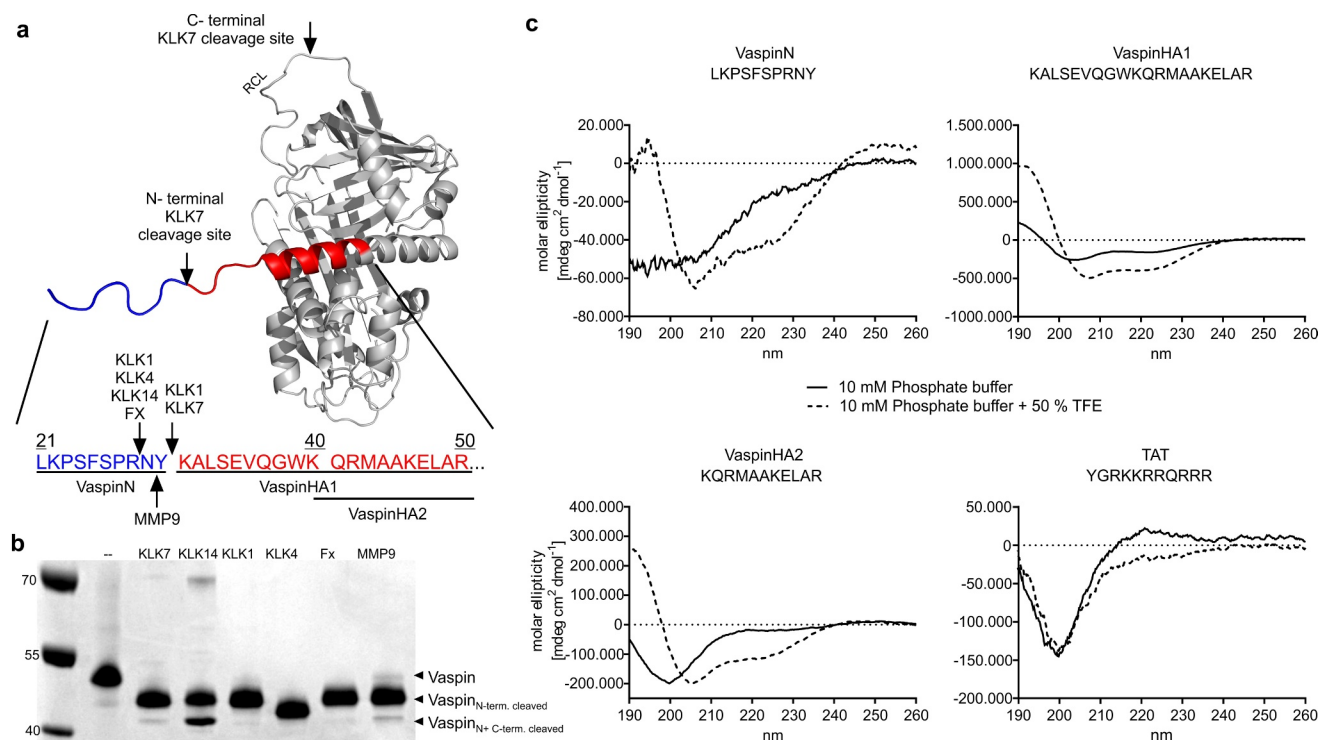 a
C- terminal
KLK7 cleavage site
RCL
N- terminal
KLK7
cleavage site
KLK1
KLK4
KLK14
FX
KLK1
KLK7
21
40
50
LKPSFSPRNY KALSEVQGWK QRMAAKELAR...
VaspinN
VaspinHA1
VaspinHA2
MMP9
b
-- KLK7 KLK14 KLK1 KLK4 Fx MMP9
70
55
40
Vaspin
VaspinN-term. cleaved
VaspinN+ C-term. cleaved
c
VaspinN
LKPSFSPRNY
molar ellipticity
[mdeg cm2 dmol-1]
20.000
0
-20.000
-40.000
-60.000
-80.000
190 200 210 220 230 240 250 260
nm
VaspinHA1
KALSEVQGWKQRMAAKELAR
1.500.000
1.000.000
500.000
0
-500.000
-1000.000
190 200 210 220 230 240 250 260
nm
10 mM Phosphate buffer
10 mM Phosphate buffer + 50 % TFE
VaspinHA2
KQRMAAKELAR
molar ellipticity
[mdeg cm2 dmol-1]
400.000
300.000
200.000
100.000
0
-100.000
-200.000
190 200 210 220 230 240 250 260
nm
TAT
YGRKKRRQRRR
50.000
0
-50.000
-100.000
-150.000
-200.000
190 200 210 220 230 240 250 260
nm